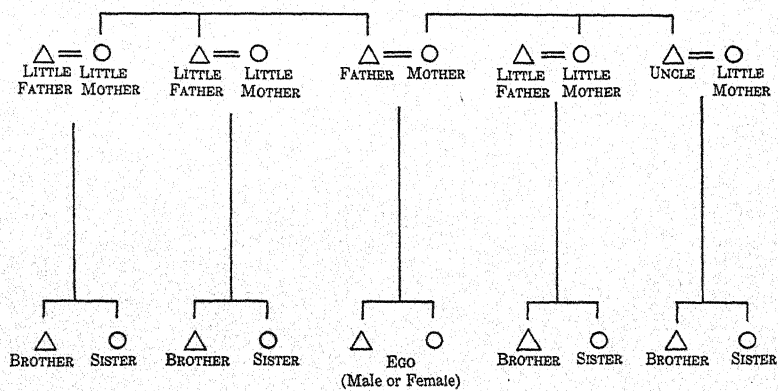 LITTLE LITTLE LITTLE LITTLE FATHER MOTHER LITTLE LITTLE UNCLE LITTLE
FATHER MOTHER FATHER MOTHER FATHER MOTHER MOTHER
BROTHER SISTER BROTHER SISTER EGO BROTHER SISTER BROTHER SISTER
(Male or Female)